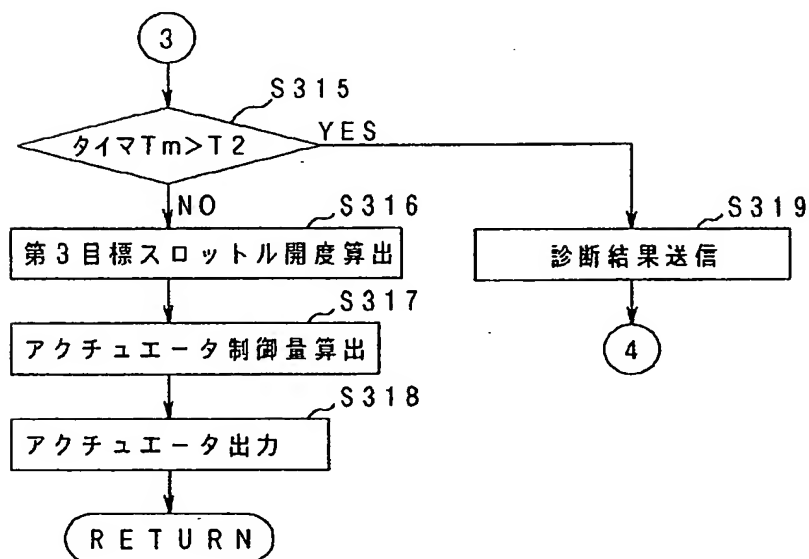 3
S315
タイマTm>T2
YES
NO
S316
第3目標スロットル開度算出
S319
診断結果送信
S317
アクチュエータ制御量算出
4
S318
アクチュエータ出力
RETURN